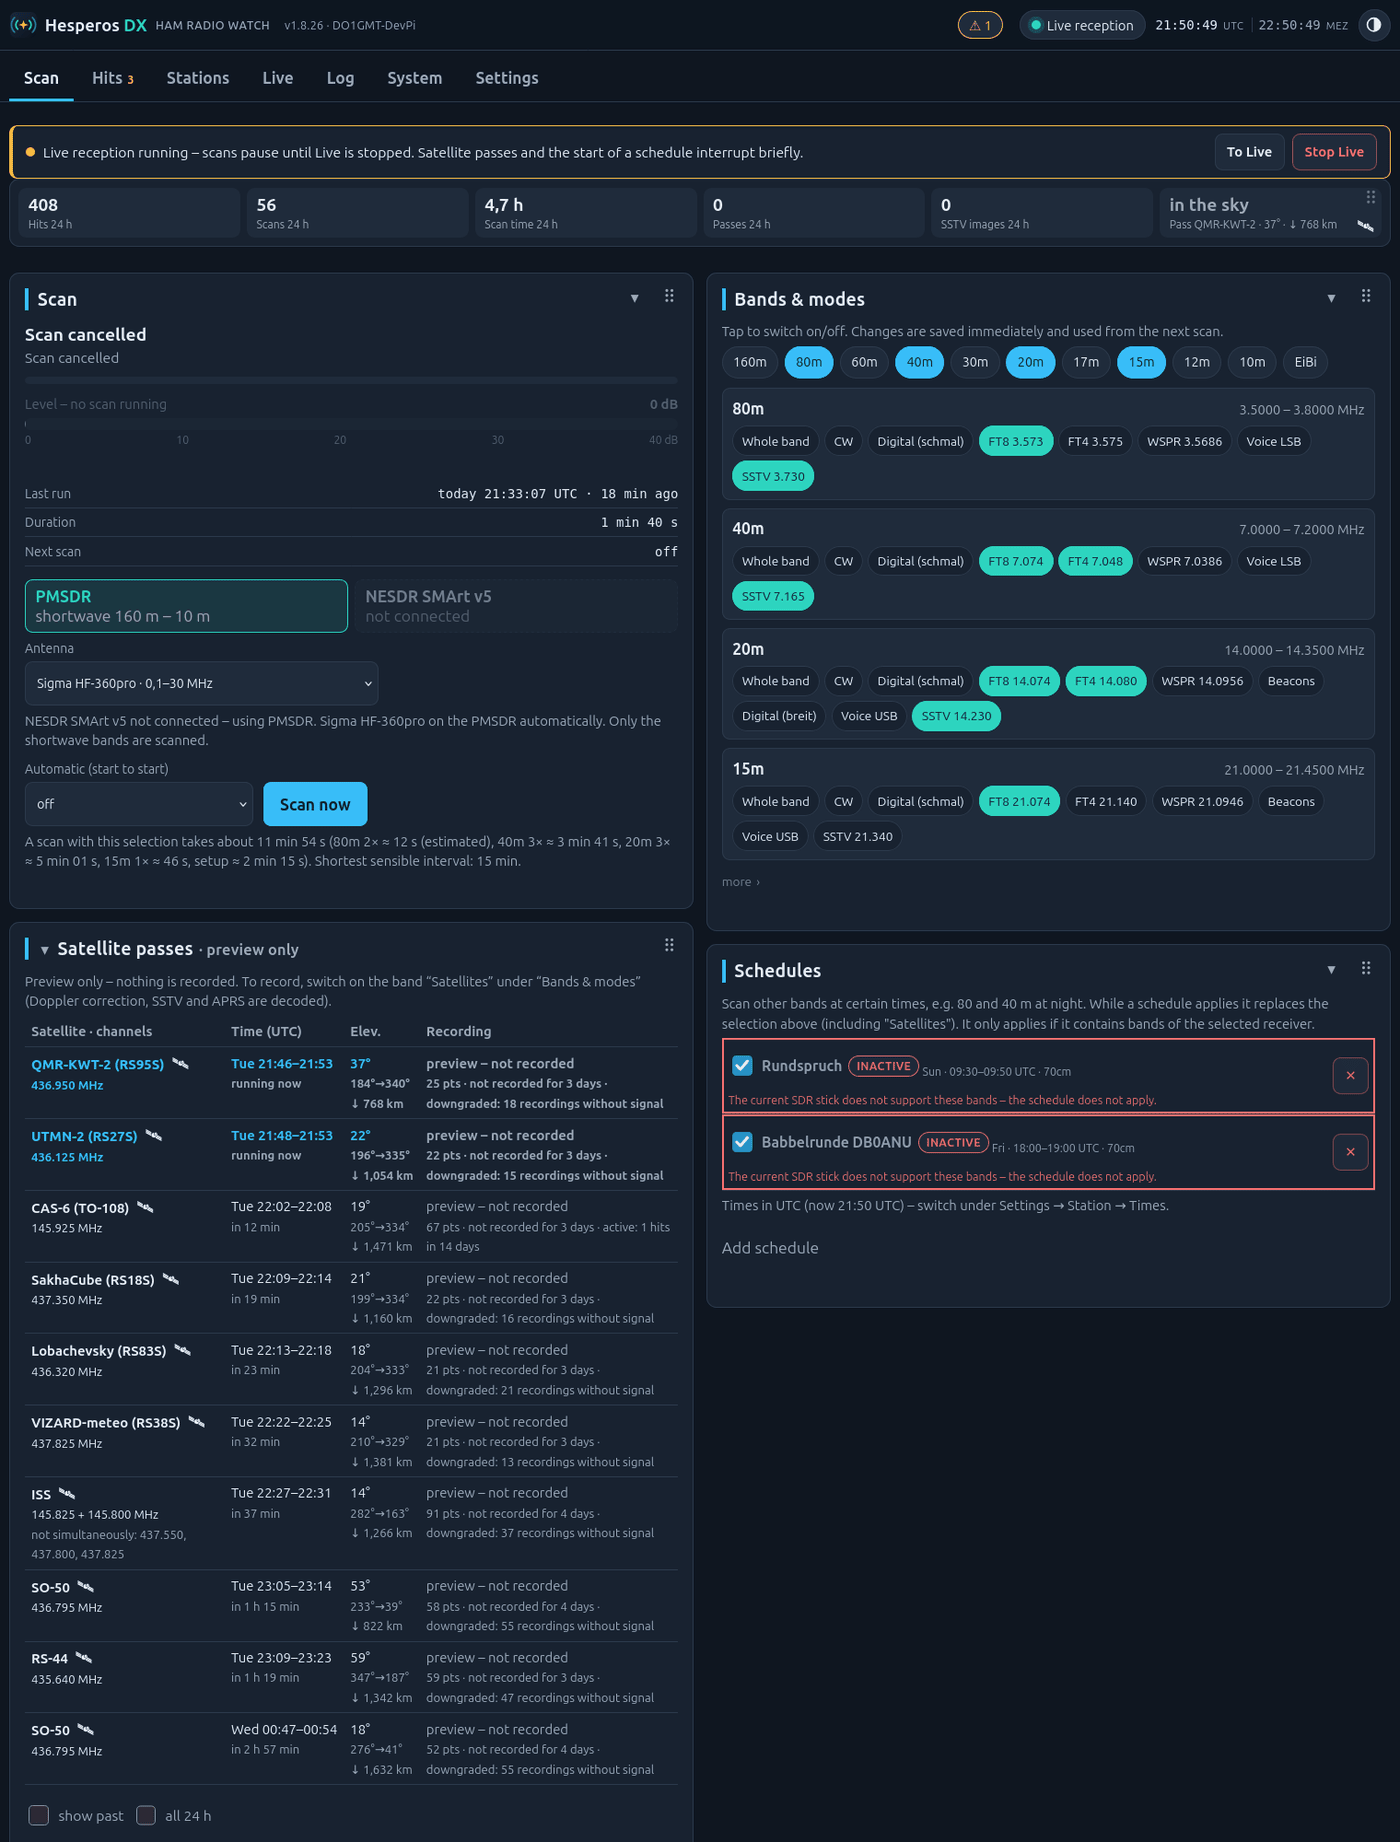 Hesperos DX HAM RADIO WATCH v1.8.26 · DO1GMT-DevPi
⚠ 1
Live reception
21:50:49 UTC
22:50:49 MEZ
Scan
Hits 3
Stations
Live
Log
System
Settings
Live reception running – scans pause until Live is stopped. Satellite passes and the start of a schedule interrupt briefly.
To Live
Stop Live
408
Hits 24 h
56
Scans 24 h
4,7 h
Scan time 24 h
0
Passes 24 h
0
SSTV images 24 h
in the sky
Pass QMR-KWT-2 · 37° · ↓ 768 km
Scan
Scan cancelled
Scan cancelled
Level – no scan running 0 dB
0 10 20 30 40 dB
Last run today 21:33:07 UTC · 18 min ago
Duration 1 min 40 s
Next scan off
PMSDR
shortwave 160 m – 10 m
NESDR SMArt v5
not connected
Antenna
Sigma HF-360pro · 0,1–30 MHz
NESDR SMArt v5 not connected – using PMSDR. Sigma HF-360pro on the PMSDR automatically. Only the
shortwave bands are scanned.
Automatic (start to start)
off
Scan now
A scan with this selection takes about 11 min 54 s (80m 2× ≈ 12 s (estimated), 40m 3× ≈ 3 min 41 s, 20m 3×
≈ 5 min 01 s, 15m 1× ≈ 46 s, setup ≈ 2 min 15 s). Shortest sensible interval: 15 min.
Bands & modes
Tap to switch on/off. Changes are saved immediately and used from the next scan.
160m 80m 60m 40m 30m 20m 17m 15m 12m 10m EiBi
80m 3.5000 – 3.8000 MHz
Whole band CW Digital (schmal) FT8 3.573 FT4 3.575 WSPR 3.5686 Voice LSB
SSTV 3.730
40m 7.0000 – 7.2000 MHz
Whole band CW Digital (schmal) FT8 7.074 FT4 7.048 WSPR 7.0386 Voice LSB
SSTV 7.165
20m 14.0000 – 14.3500 MHz
Whole band CW Digital (schmal) FT8 14.074 FT4 14.080 WSPR 14.0956 Beacons
Digital (breit) Voice USB SSTV 14.230
15m 21.0000 – 21.4500 MHz
Whole band CW Digital (schmal) FT8 21.074 FT4 21.140 WSPR 21.0946 Beacons
Voice USB SSTV 21.340
more ›
Satellite passes · preview only
Preview only – nothing is recorded. To record, switch on the band “Satellites” under “Bands & modes”
(Doppler correction, SSTV and APRS are decoded).
Satellite · channels Time (UTC) Elev. Recording
QMR-KWT-2 (RS95S) Tue 21:46–21:53 37° preview – not recorded
436.950 MHz running now 184°→340° 25 pts · not recorded for 3 days ·
↓ 768 km downgraded: 18 recordings without signal
UTMN-2 (RS27S) Tue 21:48–21:53 22° preview – not recorded
436.125 MHz running now 196°→335° 22 pts · not recorded for 3 days ·
↓ 1,054 km downgraded: 15 recordings without signal
CAS-6 (TO-108) Tue 22:02–22:08 19° preview – not recorded
145.925 MHz in 12 min 205°→334° 67 pts · not recorded for 3 days · active: 1 hits
↓ 1,471 km in 14 days
SakhaCube (RS18S) Tue 22:09–22:14 21° preview – not recorded
437.350 MHz in 19 min 199°→334° 22 pts · not recorded for 3 days ·
↓ 1,160 km downgraded: 16 recordings without signal
Lobachevsky (RS83S) Tue 22:13–22:18 18° preview – not recorded
436.320 MHz in 23 min 204°→333° 21 pts · not recorded for 3 days ·
↓ 1,296 km downgraded: 21 recordings without signal
VIZARD-meteo (RS38S) Tue 22:22–22:25 14° preview – not recorded
437.825 MHz in 32 min 210°→329° 21 pts · not recorded for 3 days ·
↓ 1,381 km downgraded: 13 recordings without signal
ISS Tue 22:27–22:31 14° preview – not recorded
145.825 + 145.800 MHz in 37 min 282°→163° 91 pts · not recorded for 4 days ·
not simultaneously: 437.550, ↓ 1,266 km downgraded: 37 recordings without signal
437.800, 437.825
SO-50 Tue 23:05–23:14 53° preview – not recorded
436.795 MHz in 1 h 15 min 233°→39° 58 pts · not recorded for 4 days ·
↓ 822 km downgraded: 55 recordings without signal
RS-44 Tue 23:09–23:23 59° preview – not recorded
435.640 MHz in 1 h 19 min 347°→187° 59 pts · not recorded for 3 days ·
↓ 1,342 km downgraded: 47 recordings without signal
SO-50 Wed 00:47–00:54 18° preview – not recorded
436.795 MHz in 2 h 57 min 276°→41° 52 pts · not recorded for 4 days ·
↓ 1,632 km downgraded: 55 recordings without signal
show past all 24 h
Schedules
Scan other bands at certain times, e.g. 80 and 40 m at night. While a schedule applies it replaces the
selection above (including "Satellites"). It only applies if it contains bands of the selected receiver.
Rundspruch INACTIVE Sun · 09:30–09:50 UTC · 70cm
The current SDR stick does not support these bands – the schedule does not apply.
Babbelrunde DB0ANU INACTIVE Fri · 18:00–19:00 UTC · 70cm
The current SDR stick does not support these bands – the schedule does not apply.
Times in UTC (now 21:50 UTC) – switch under Settings → Station → Times.
Add schedule